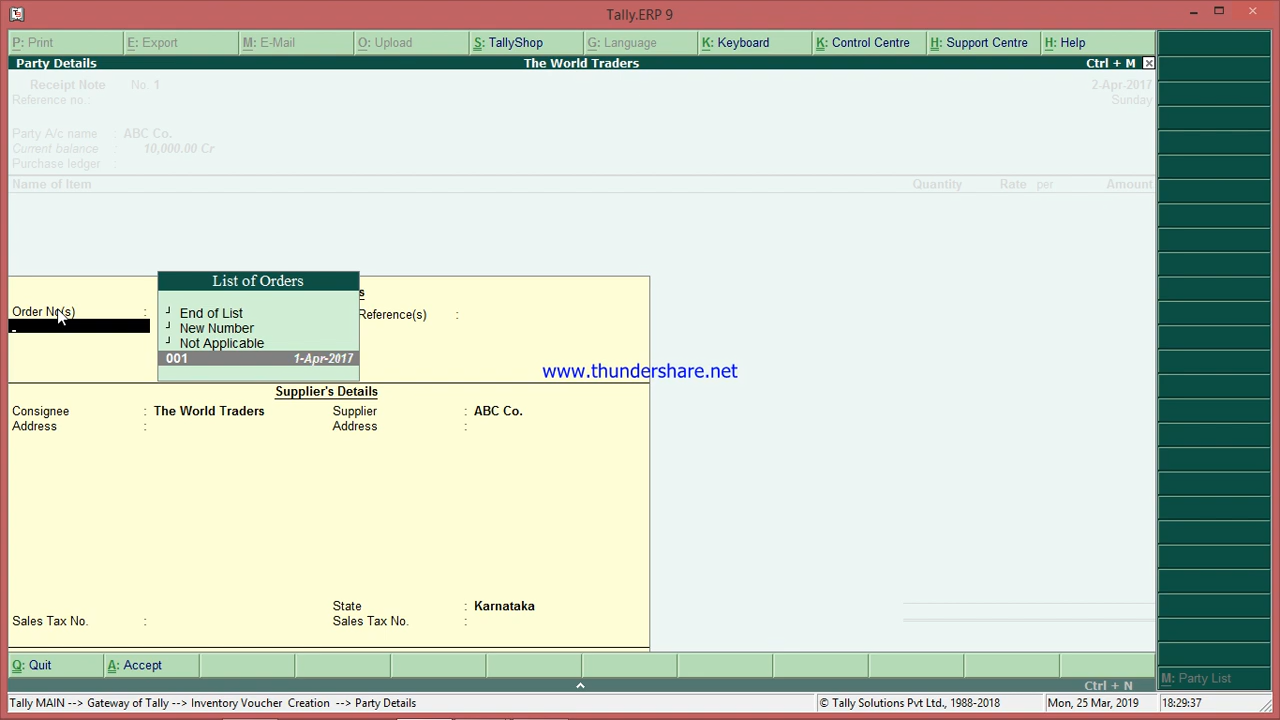 Tally.ERP 9
P: Print E: Export M: E-Mail O: Upload S: TallyShop G: Language K: Keyboard K: Control Centre H: Support Centre H: Help
Party Details The World Traders Ctrl + M
Receipt Note No. 1 2-Apr-2017
Reference no.: Sunday
Party A/c name : ABC Co.
Current balance : 10,000.00 Cr
Purchase ledger :
Name of Item Quantity Rate per Amount
List of Orders
Order No(s) : End of List Reference(s) :
New Number
Not Applicable
001 1-Apr-2017
www.thundershare.net
Supplier's Details
Consignee : The World Traders Supplier : ABC Co.
Address : Address :
State : Karnataka
Sales Tax No. : Sales Tax No. :
Q: Quit A: Accept M: Party List
Ctrl + N
Tally MAIN --> Gateway of Tally --> Inventory Voucher Creation --> Party Details © Tally Solutions Pvt Ltd., 1988-2018 Mon, 25 Mar, 2019 18:29:37